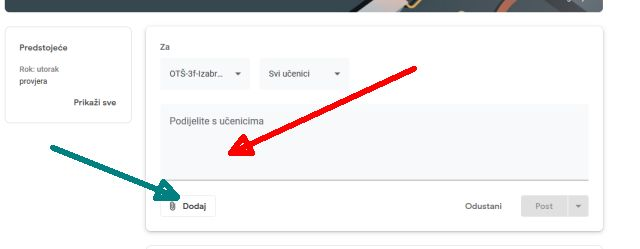 Predstojeće
Rok: utorak
provjera
Prikaži sve
Za
OTŠ-3f-Izabr...
Svi učenici
Podijelite s učenicima
Dodaj
Odustani
Post